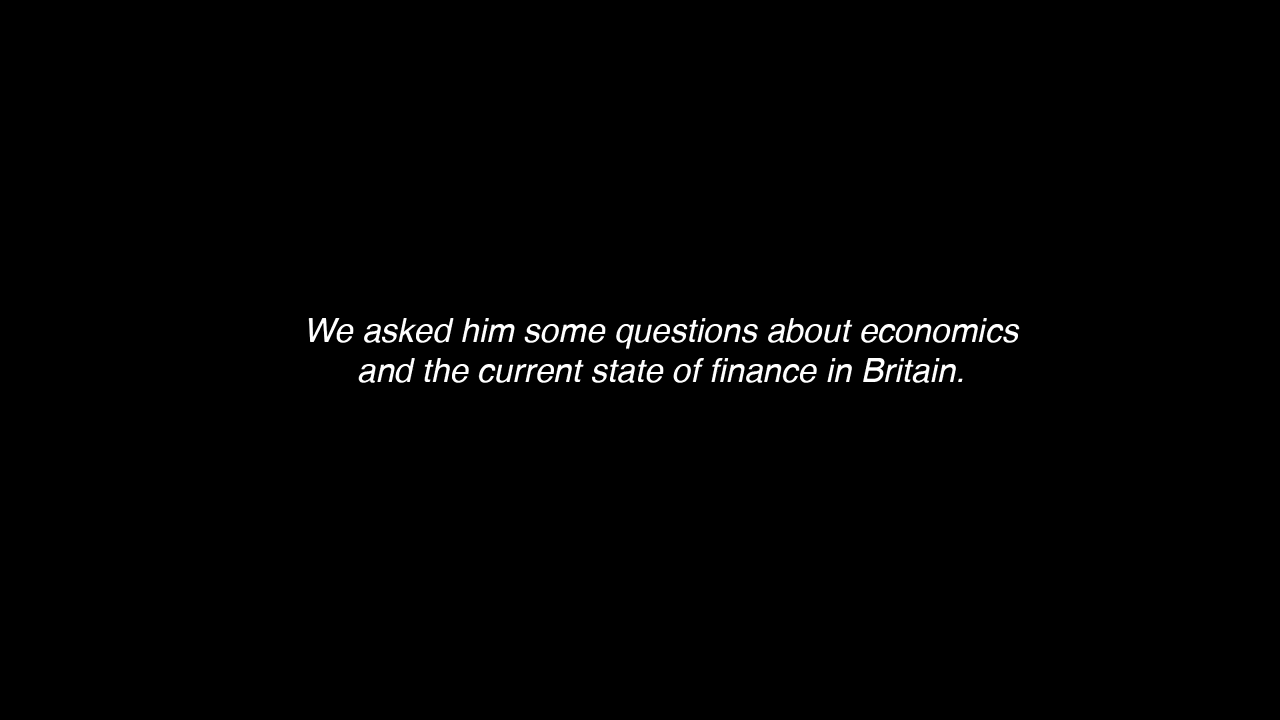 We asked him some questions about economics
and the current state of finance in Britain.